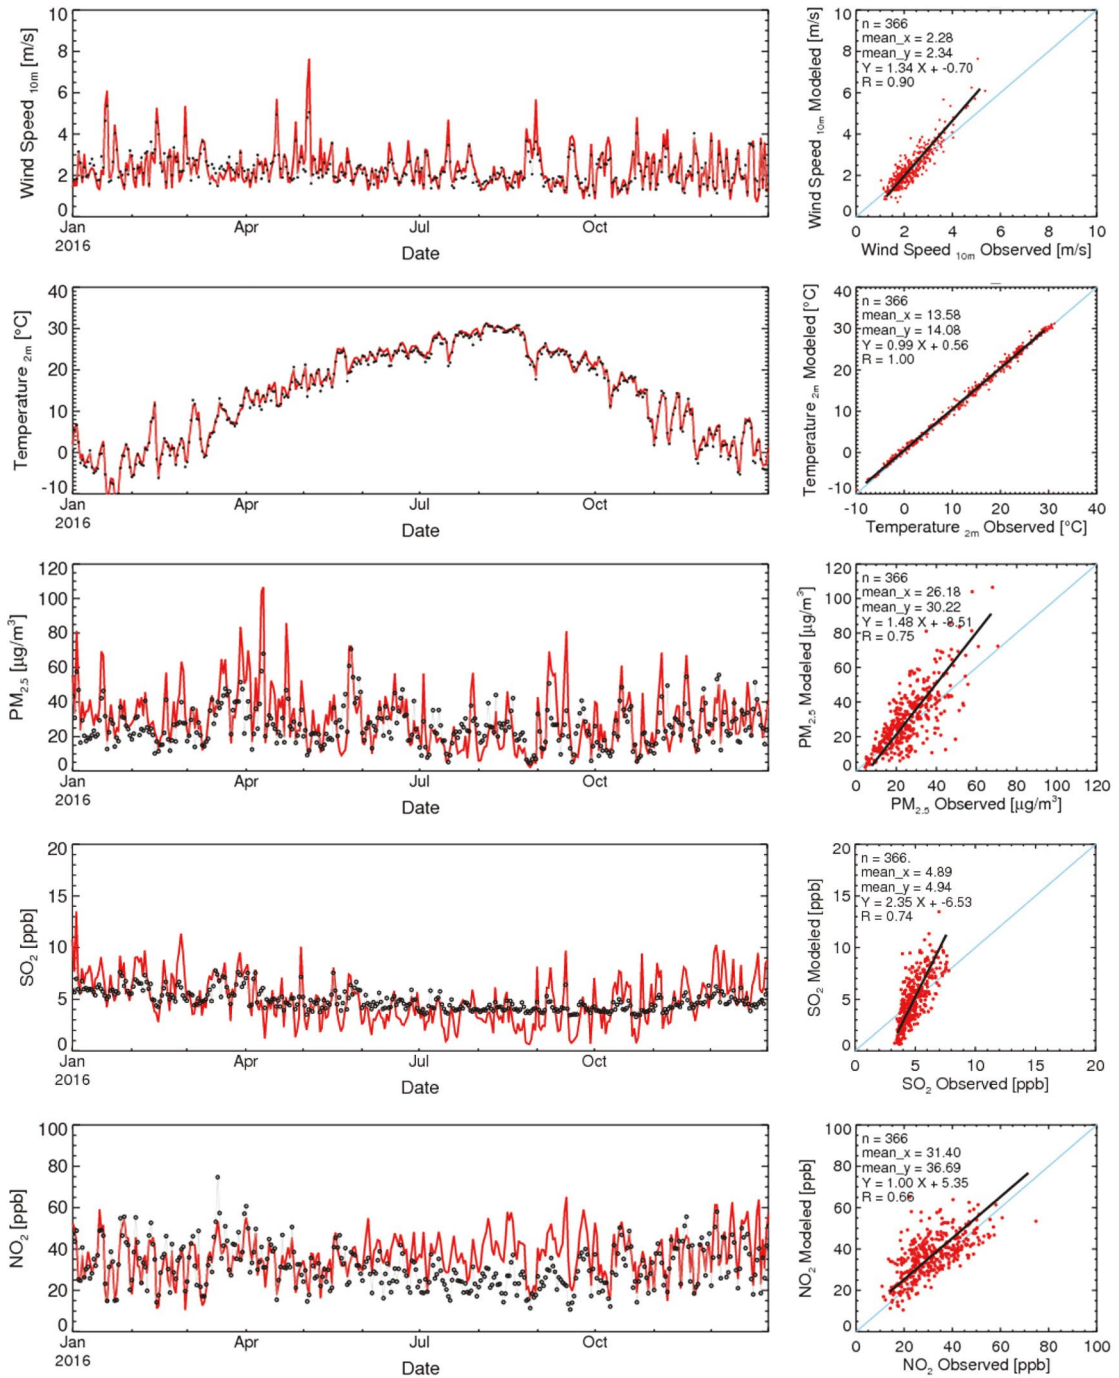 Wind Speed 10m [m/s]
10
8
6
4
2
0
Jan
2016
Apr
Jul
Oct
Date
Wind Speed 10m Modeled [m/s]
10
8
6
4
2
0
n = 366
mean_x = 2.28
mean_y = 2.34
Y = 1.34 X + -0.70
R = 0.90
0 2 4 6 8 10
Wind Speed 10m Observed [m/s]
Temperature 2m [°C]
40
30
20
10
0
-10
Jan
2016
Apr
Jul
Oct
Date
Temperature 2m Modeled [°C]
40
30
20
10
0
-10
n = 366
mean_x = 13.58
mean_y = 14.08
Y = 0.99 X + 0.56
R = 1.00
-10 0 10 20 30 40
Temperature 2m Observed [°C]
PM2.5 [µg/m³]
120
100
80
60
40
20
0
Jan
2016
Apr
Jul
Oct
Date
PM2.5 Modeled [µg/m³]
120
100
80
60
40
20
0
n = 366
mean_x = 26.18
mean_y = 30.22
Y = 1.48 X + -8.51
R = 0.75
0 20 40 60 80 100 120
PM2.5 Observed [µg/m³]
SO2 [ppb]
20
15
10
5
0
Jan
2016
Apr
Jul
Oct
Date
SO2 Modeled [ppb]
20
15
10
5
0
n = 366
mean_x = 4.89
mean_y = 4.94
Y = 2.35 X + -6.53
R = 0.74
0 5 10 15 20
SO2 Observed [ppb]
NO2 [ppb]
100
80
60
40
20
0
Jan
2016
Apr
Jul
Oct
Date
NO2 Modeled [ppb]
100
80
60
40
20
0
n = 366
mean_x = 31.40
mean_y = 36.69
Y = 1.00 X + 5.35
R = 0.66
0 20 40 60 80 100
NO2 Observed [ppb]